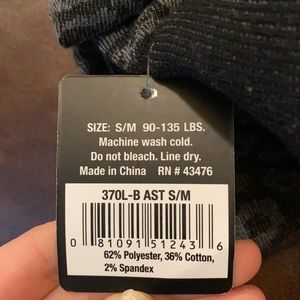 SIZE: S/M 90-135 LBS.
Machine wash cold.
Do not bleach. Line dry.
Made in China RN # 43476
370L-B AST S/M
0 81091 51243 6
62% Polyester, 36% Cotton,
2% Spandex